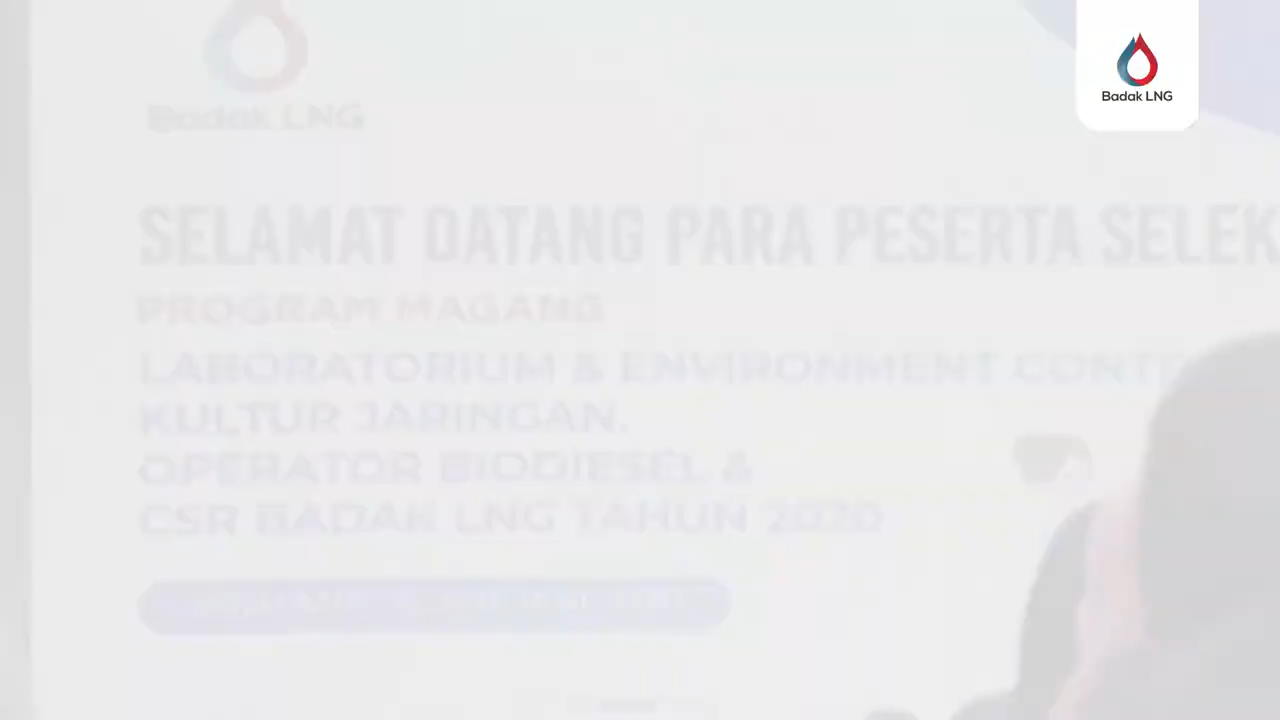 Badak LNG
Badak LNG
SELAMAT DATANG PARA PESERTA SELEK
PROGRAM MAGANG
LABORATORIUM & ENVIRONMENT CONT
KULTUR JARINGAN,
OPERATOR BIODIESEL &
CSR BADAK LNG TAHUN 2020